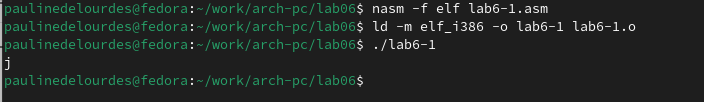 paulinedelourdes@fedora:~/work/arch-pc/lab06$ nasm -f elf lab6-1.asm
paulinedelourdes@fedora:~/work/arch-pc/lab06$ ld -m elf_i386 -o lab6-1 lab6-1.o
paulinedelourdes@fedora:~/work/arch-pc/lab06$ ./lab6-1
j
paulinedelourdes@fedora:~/work/arch-pc/lab06$